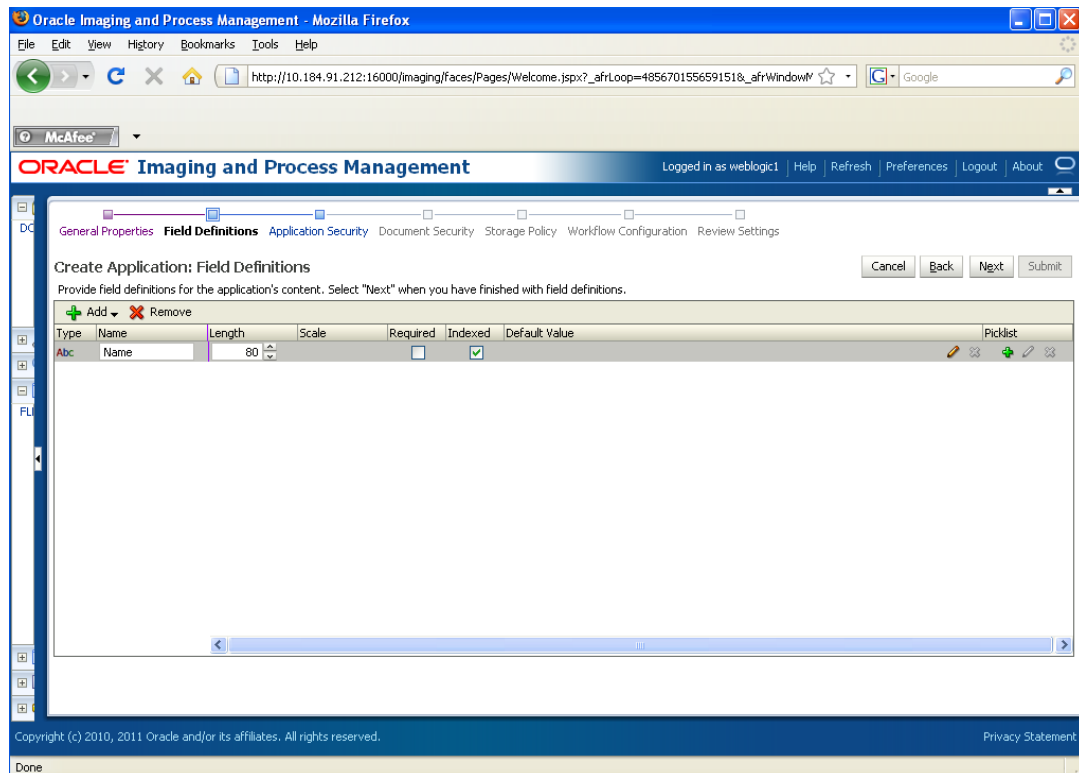 Oracle Imaging and Process Management - Mozilla Firefox
File Edit View History Bookmarks Tools Help
http://10.184.91.212:16000/imaging/faces/Pages/Welcome.jspx?_afrLoop=485670155659151&_afrWindowM
G Google
McAfee
ORACLE Imaging and Process Management
Logged in as weblogic1 | Help | Refresh | Preferences | Logout | About
DO
General Properties Field Definitions Application Security Document Security Storage Policy Workflow Configuration Review Settings
Create Application: Field Definitions
Cancel Back Next Submit
Provide field definitions for the application's content. Select "Next" when you have finished with field definitions.
Add Remove
Type Name Length Scale Required Indexed Default Value Picklist
Abc Name 80
FLI
Copyright (c) 2010, 2011 Oracle and/or its affiliates. All rights reserved.
Privacy Statement
Done